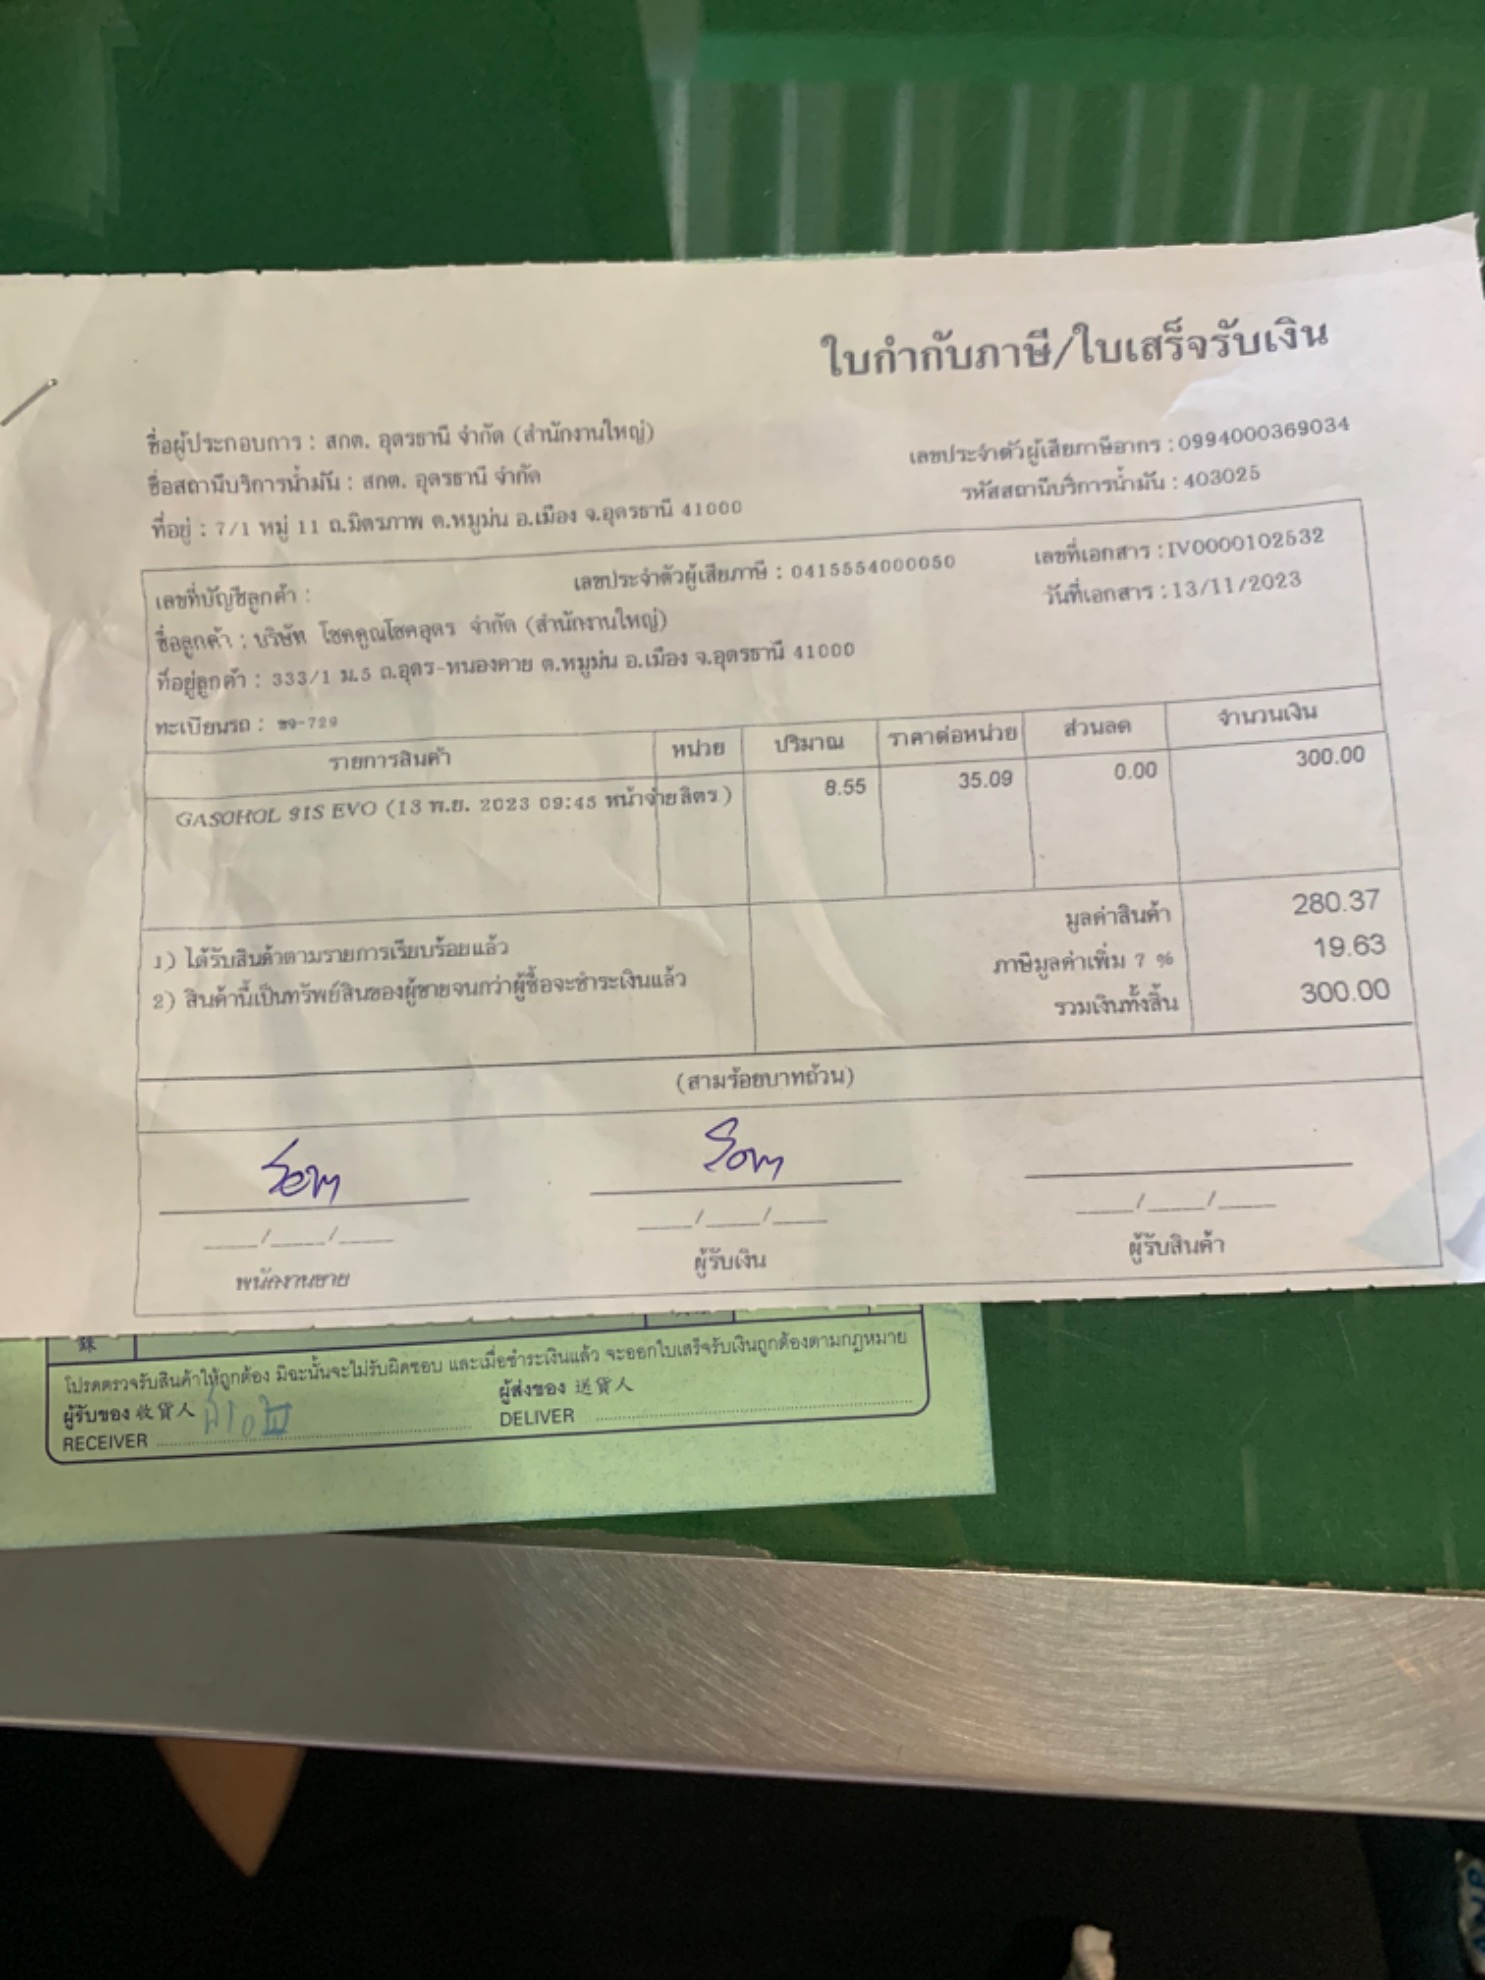 ใบกำกับภาษี/ใบเสร็จรับเงิน
ชื่อผู้ประกอบการ : สกต. อุดรธานี จำกัด (สำนักงานใหญ่)
เลขประจำตัวผู้เสียภาษีอากร : 0994000369034
ชื่อสถานีบริการน้ำมัน : สกต. อุดรธานี จำกัด
รหัสสถานีบริการน้ำมัน : 403025
ที่อยู่ : 7/1 หมู่ 11 ถ.มิตรภาพ ต.หมูม่น อ.เมือง จ.อุดรธานี 41000
เลขที่บัญชีลูกค้า : เลขประจำตัวผู้เสียภาษี : 0415554000050 เลขที่เอกสาร : IV0000102532
ชื่อลูกค้า : บริษัท โชคคูณโชคอุดร จำกัด (สำนักงานใหญ่) วันที่เอกสาร : 13/11/2023
ที่อยู่ลูกค้า : 333/1 ม.5 ถ.อุดร-หนองคาย ต.หมูม่น อ.เมือง จ.อุดรธานี 41000
ทะเบียนรถ : -729
รายการสินค้า หน่วย ปริมาณ ราคาต่อหน่วย ส่วนลด จำนวนเงิน
GASOHOL 91S EVO (13 พ.ย. 2023 09:45 หน้าจ่าย ลิตร ) 8.55 35.09 0.00 300.00
1) ได้รับสินค้าตามรายการเรียบร้อยแล้ว มูลค่าสินค้า 280.37
2) สินค้านี้เป็นทรัพย์สินของผู้ขายจนกว่าผู้ซื้อจะชำระเงินแล้ว ภาษีมูลค่าเพิ่ม 7 % 19.63
รวมเงินทั้งสิ้น 300.00
(สามร้อยบาทถ้วน)
____/____/____ ____/____/____ ____/____/____
พนักงานขาย ผู้รับเงิน ผู้รับสินค้า
โปรดตรวจรับสินค้าให้ถูกต้อง มิฉะนั้นจะไม่รับผิดชอบ และเมื่อชำระเงินแล้ว จะออกใบเสร็จรับเงินถูกต้องตามกฎหมาย
ผู้รับของ 收貨人 ผู้ส่งของ 送貨人
RECEIVER DELIVER